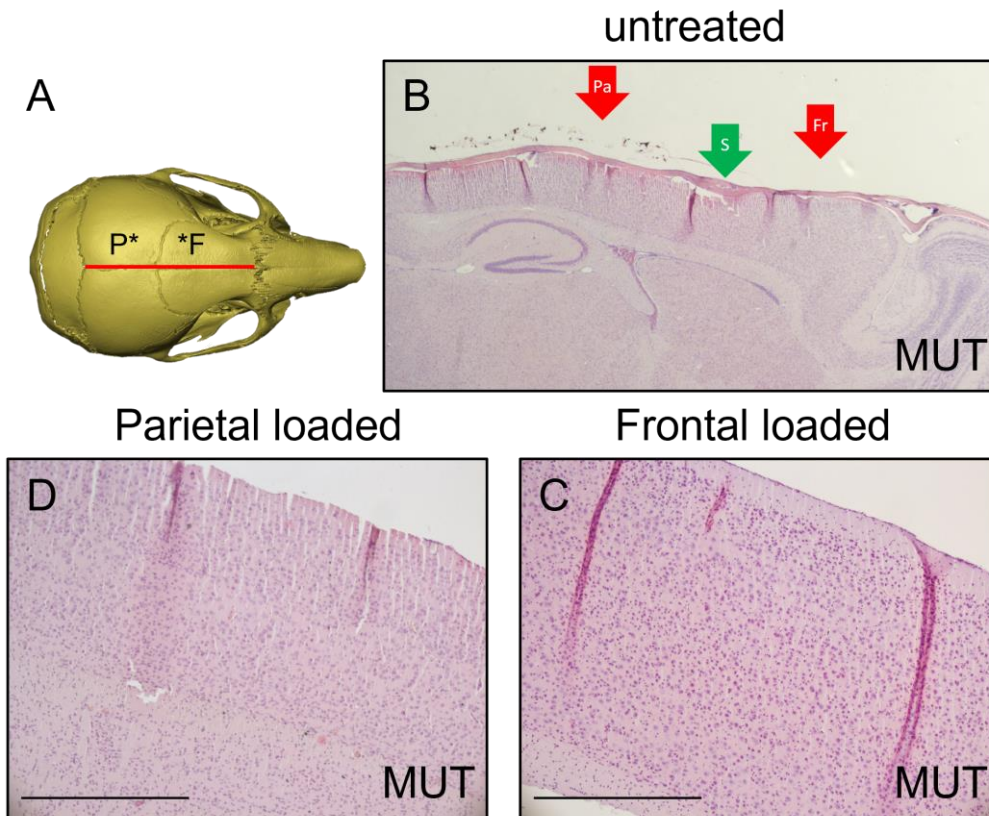 untreated
A
B
Pa
S
Fr
P*
*F
MUT
Parietal loaded
Frontal loaded
D
C
MUT
MUT